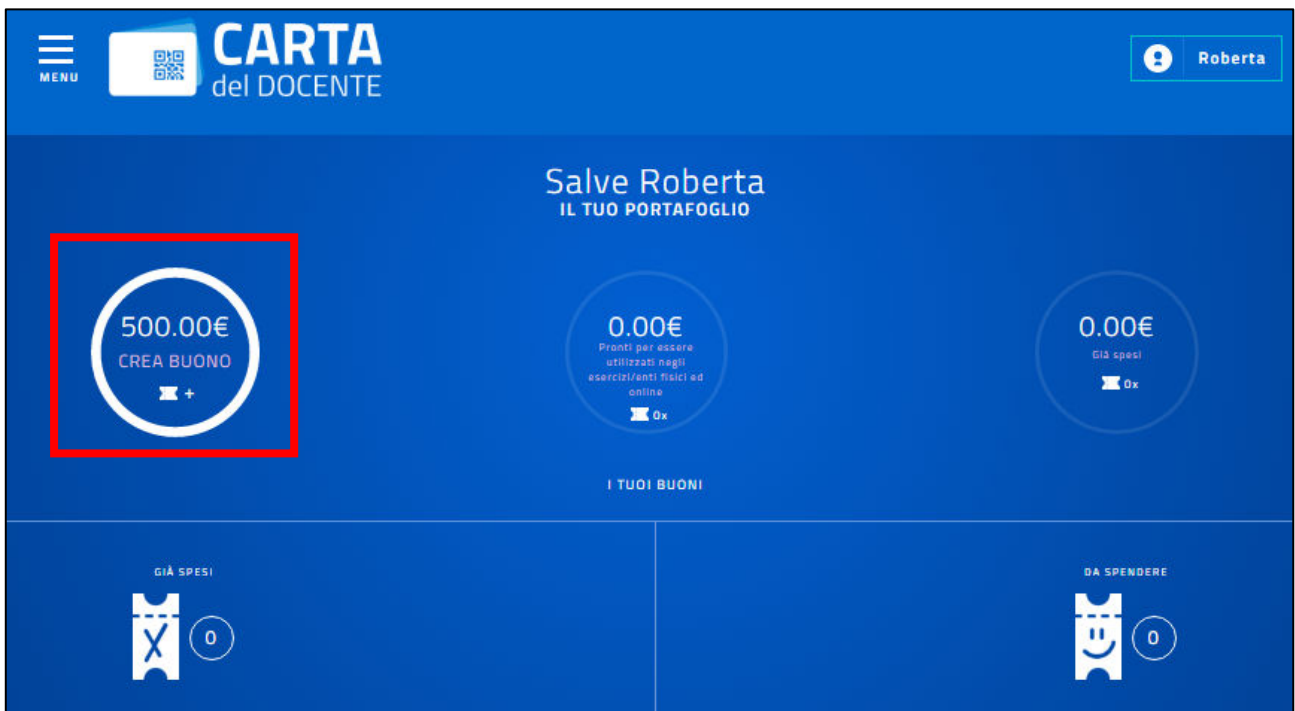 MENU
CARTA
del DOCENTE
Roberta
Salve Roberta
IL TUO PORTAFOGLIO
500.00€
CREA BUONO
+
0.00€
Pronti per essere
utilizzati negli
esercizi/enti fisici ed
online
0x
0.00€
Già spesi
0x
I TUOI BUONI
GIÀ SPESI
0
DA SPENDERE
0